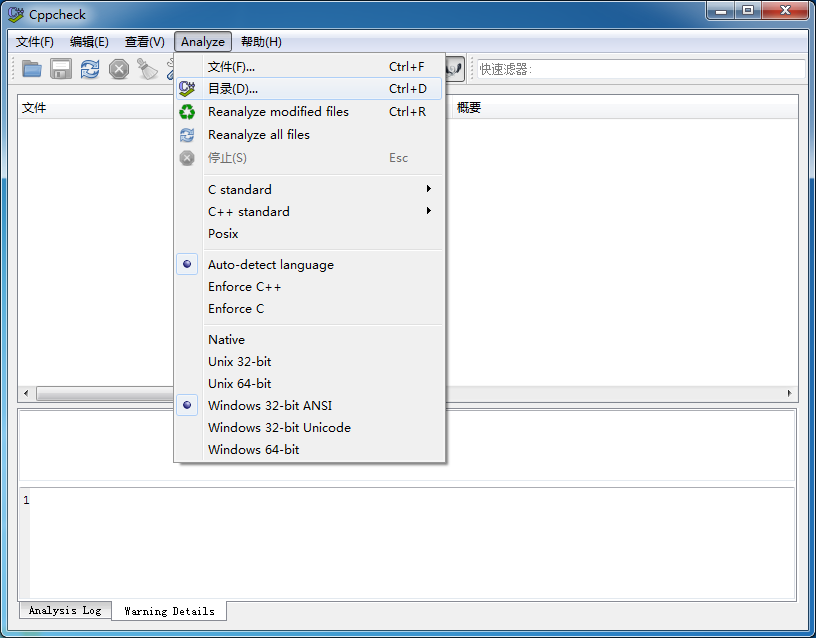 Cppcheck
文件(F) 编辑(E) 查看(V) Analyze 帮助(H)
快速滤器:
文件 概要
文件(F)... Ctrl+F
目录(D)... Ctrl+D
Reanalyze modified files Ctrl+R
Reanalyze all files
停止(S) Esc
C standard
C++ standard
Posix
Auto-detect language
Enforce C++
Enforce C
Native
Unix 32-bit
Unix 64-bit
Windows 32-bit ANSI
Windows 32-bit Unicode
Windows 64-bit
1
Analysis Log Warning Details